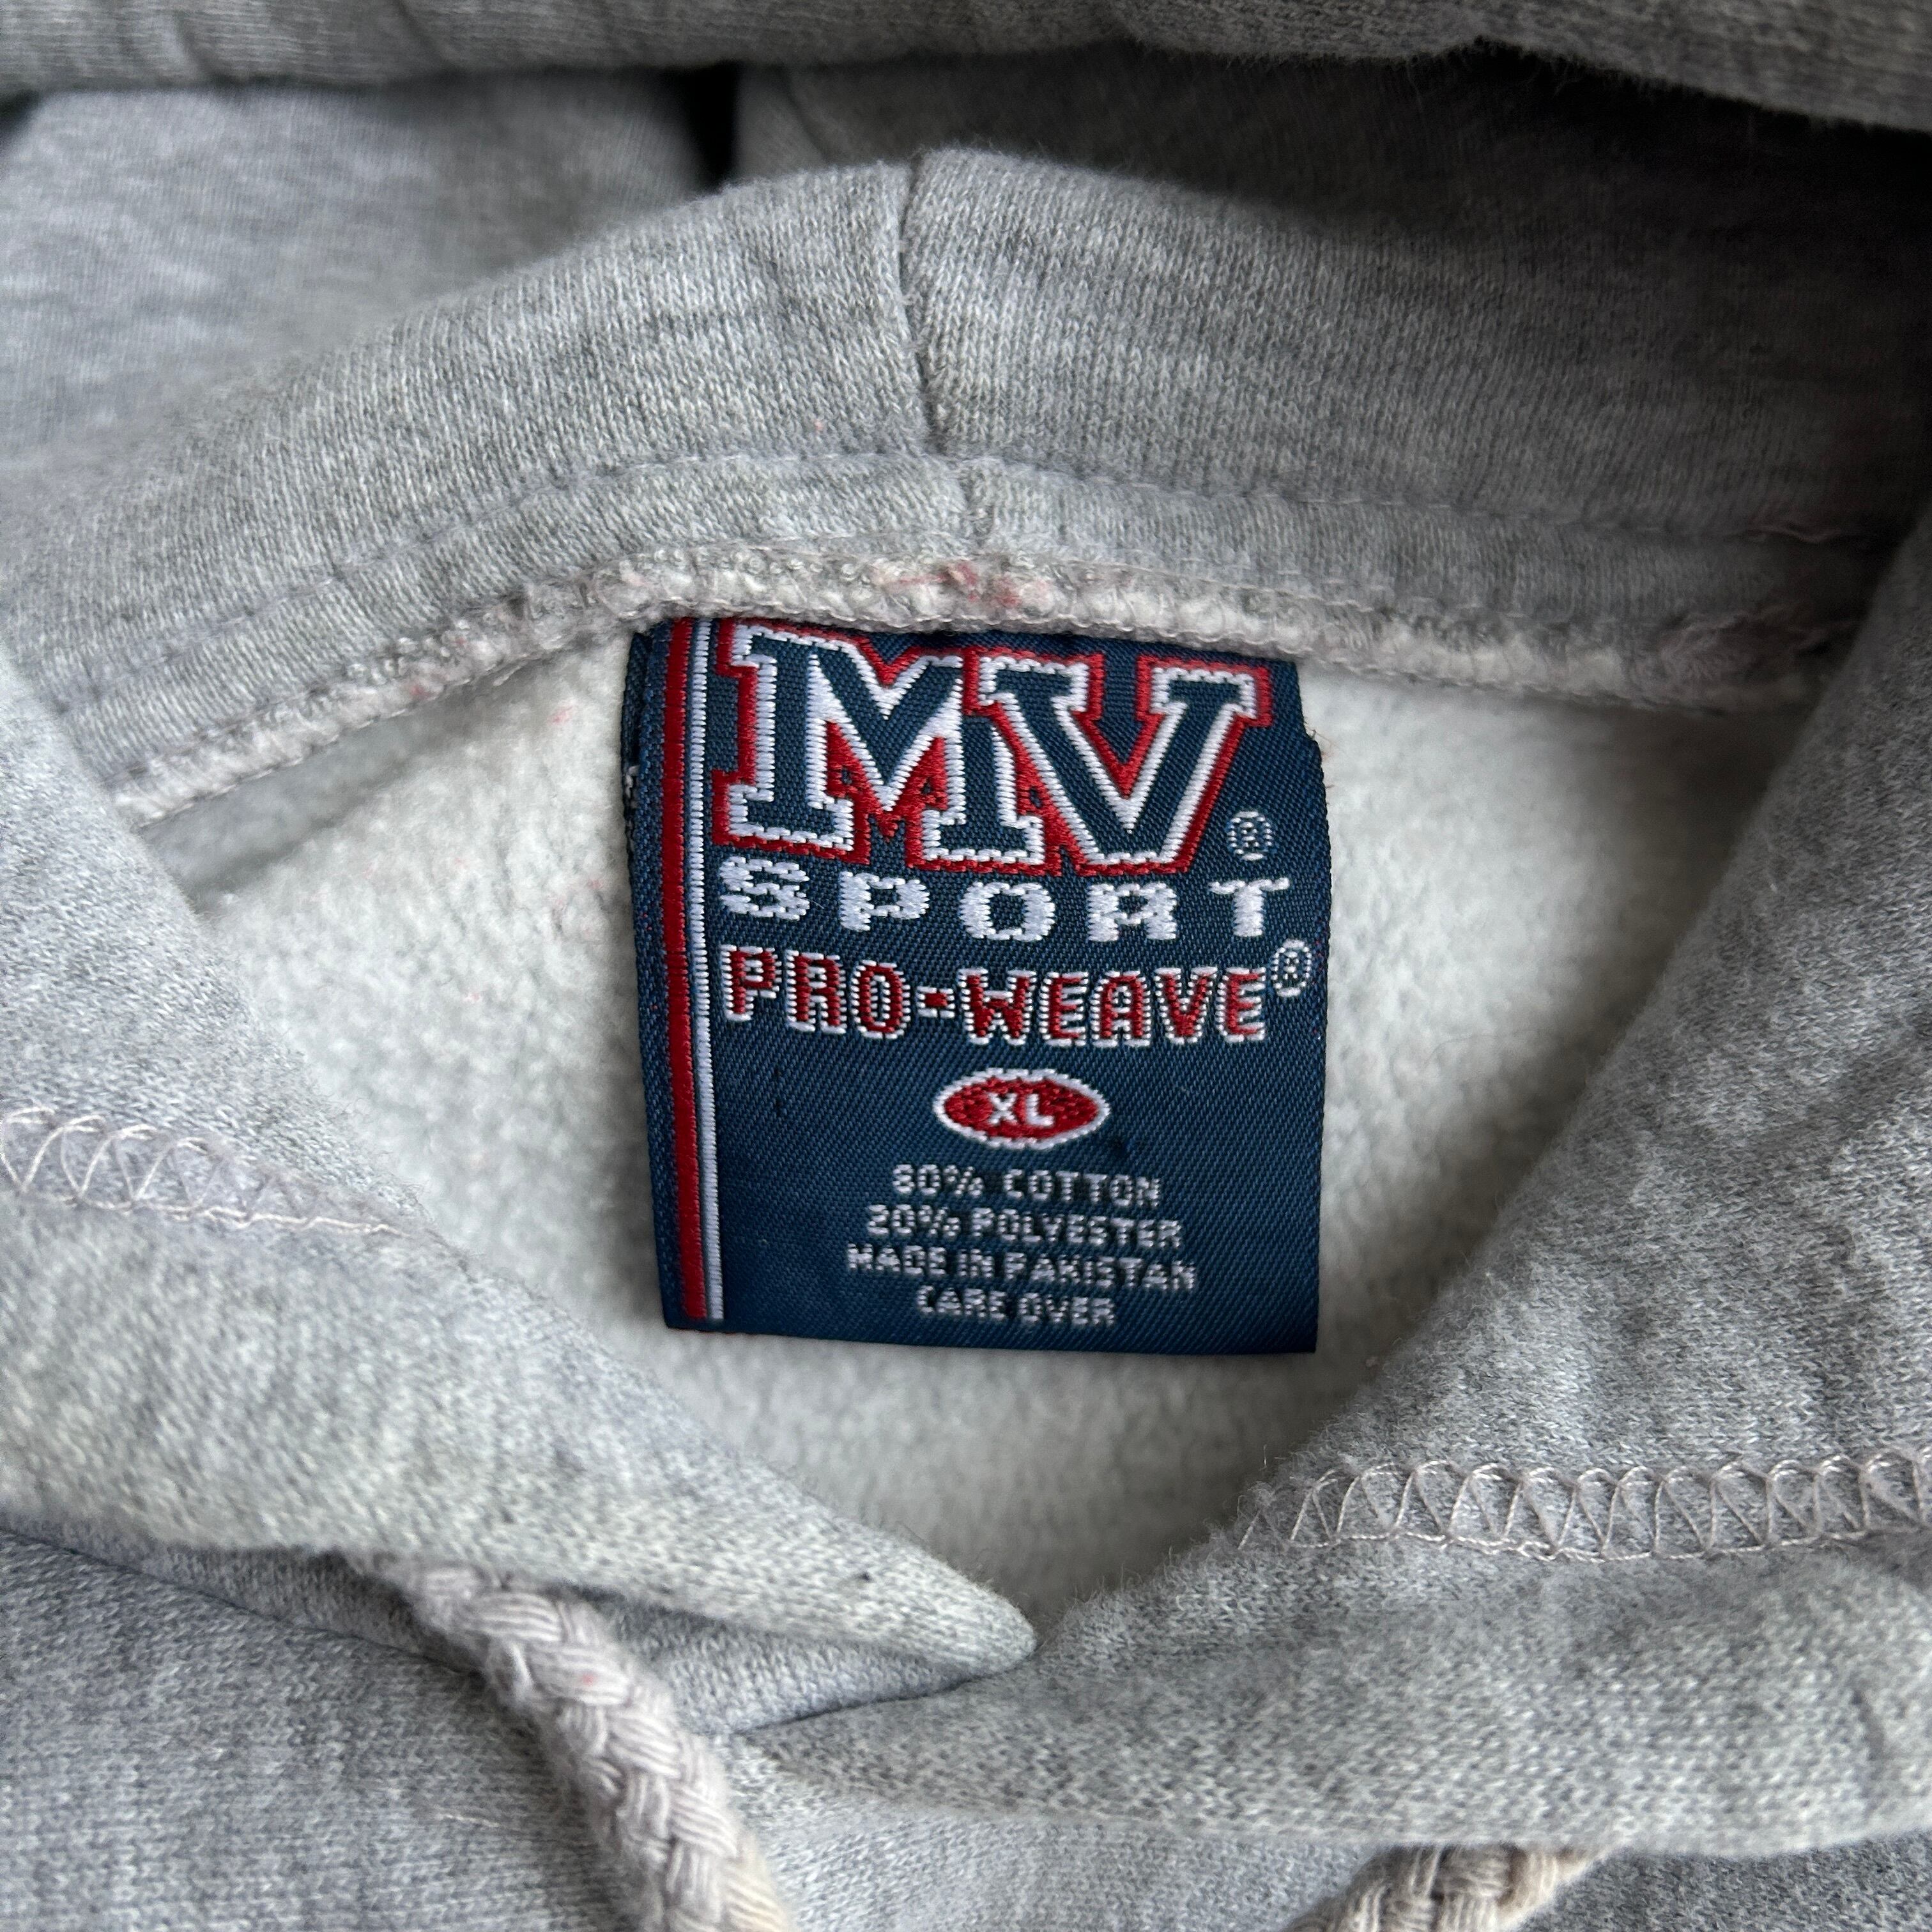 MV®
SPORT
PRO-WEAVE®
XL
80% COTTON
20% POLYESTER
MADE IN PAKISTAN
CARE OVER